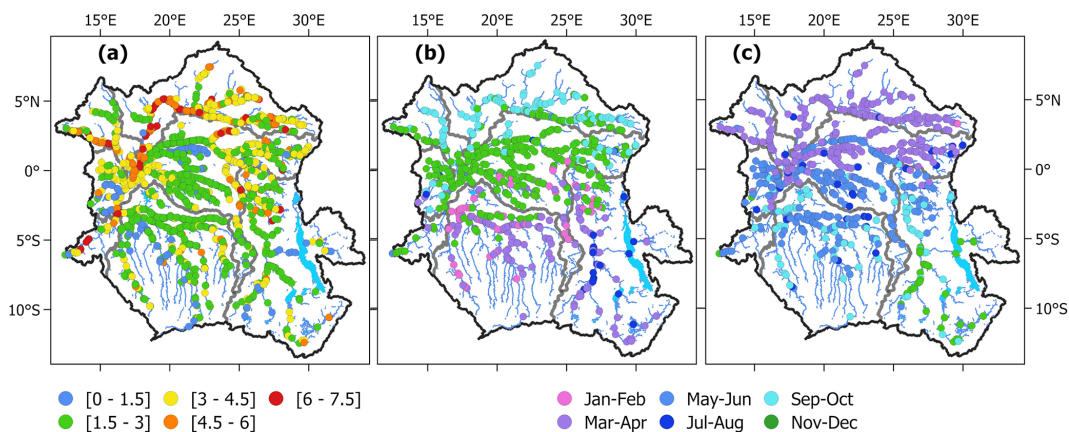 15°E 20°E 25°E 30°E 15°E 20°E 25°E 30°E 15°E 20°E 25°E 30°E
(a) (b) (c)
5°N 5°N
0° 0°
5°S 5°S
10°S 10°S
[0 - 1.5] [3 - 4.5] [6 - 7.5] Jan-Feb May-Jun Sep-Oct
[1.5 - 3] [4.5 - 6] Mar-Apr Jul-Aug Nov-Dec